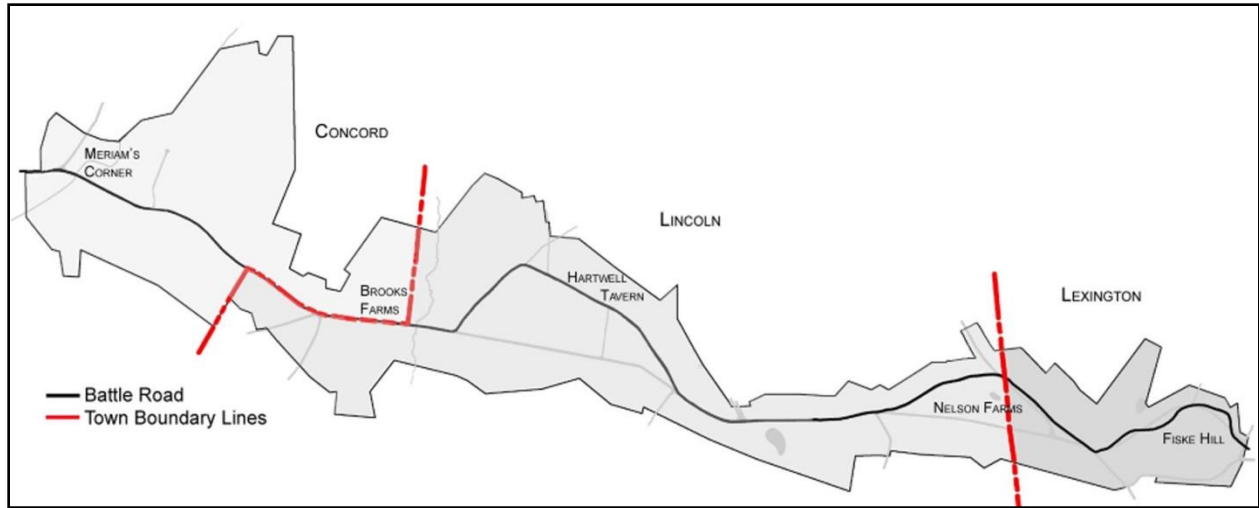 CONCORD
MERIAM'S
CORNER
LINCOLN
BROOKS
FARMS
HARTWELL
TAVERN
LEXINGTON
NELSON FARMS
FISKE HILL
Battle Road
Town Boundary Lines